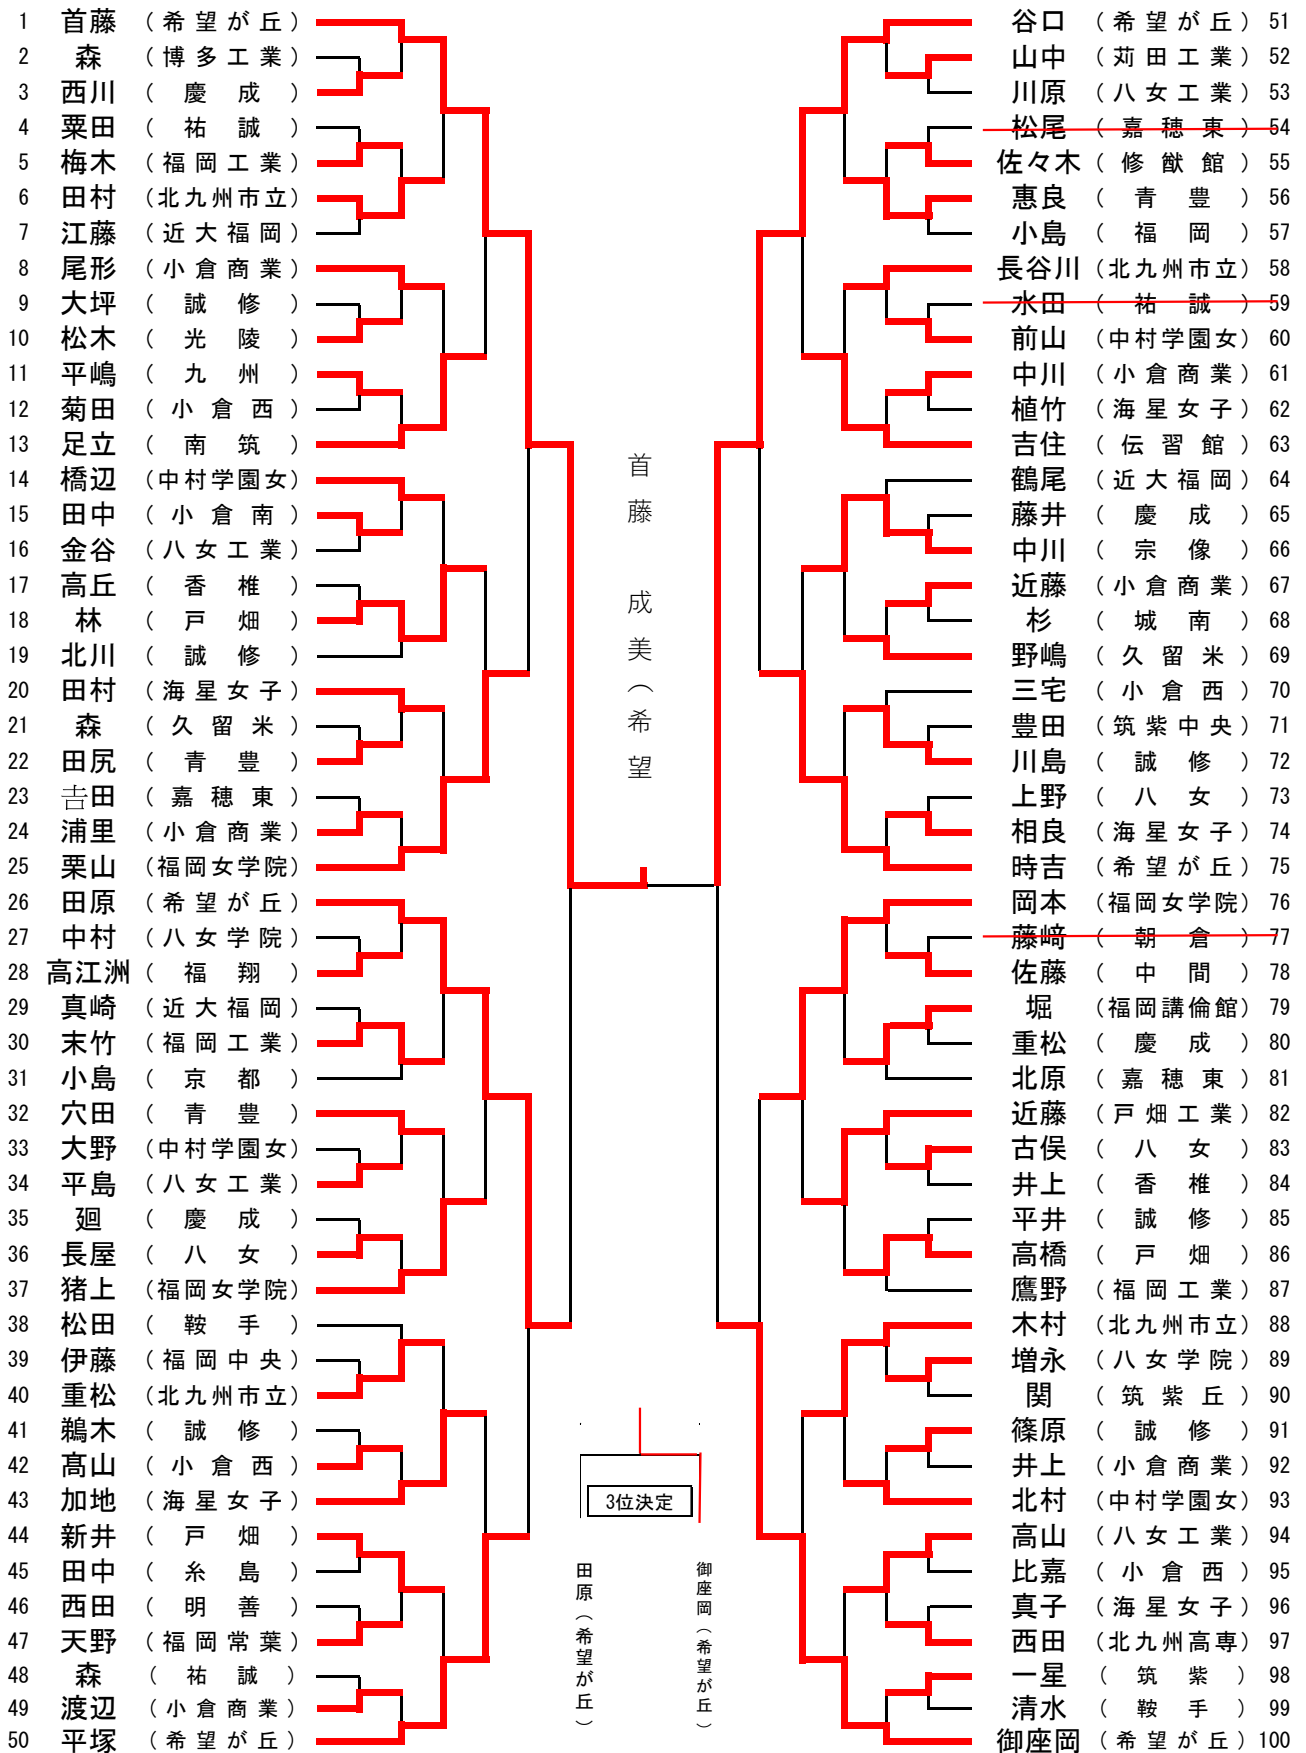 1 首藤 （希望が丘）
2 森 （博多工業）
3 西川 （慶成）
4 粟田 （祐誠）
5 梅木 （福岡工業）
6 田村 （北九州市立）
7 江藤 （近大福岡）
8 尾形 （小倉商業）
9 大坪 （誠修）
10 松木 （光陵）
11 平嶋 （九州）
12 菊田 （小倉西）
13 足立 （南筑）
14 橋辺 （中村学園女）
15 田中 （小倉南）
16 金谷 （八女工業）
17 高丘 （香椎）
18 林 （戸畑）
19 北川 （誠修）
20 田村 （海星女子）
21 森 （久留米）
22 田尻 （青豊）
23 𠮷田 （嘉穂東）
24 浦里 （小倉商業）
25 栗山 （福岡女学院）
26 田原 （希望が丘）
27 中村 （八女学院）
28 高江洲 （福翔）
29 真崎 （近大福岡）
30 末竹 （福岡工業）
31 小島 （京都）
32 穴田 （青豊）
33 大野 （中村学園女）
34 平島 （八女工業）
35 廻 （慶成）
36 長屋 （八女）
37 猪上 （福岡女学院）
38 松田 （鞍手）
39 伊藤 （福岡中央）
40 重松 （北九州市立）
41 鵜木 （誠修）
42 髙山 （小倉西）
43 加地 （海星女子）
44 新井 （戸畑）
45 田中 （糸島）
46 西田 （明善）
47 天野 （福岡常葉）
48 森 （祐誠）
49 渡辺 （小倉商業）
50 平塚 （希望が丘）
首藤 成美（希望
3位決定
田原（希望が丘）
御座岡（希望が丘）
谷口 （希望が丘） 51
山中 （苅田工業） 52
川原 （八女工業） 53
松尾 （嘉穂東） 54
佐々木 （修猷館） 55
惠良 （青豊） 56
小島 （福岡） 57
長谷川 （北九州市立） 58
水田 （祐誠） 59
前山 （中村学園女） 60
中川 （小倉商業） 61
植竹 （海星女子） 62
吉住 （伝習館） 63
鶴尾 （近大福岡） 64
藤井 （慶成） 65
中川 （宗像） 66
近藤 （小倉商業） 67
杉 （城南） 68
野嶋 （久留米） 69
三宅 （小倉西） 70
豊田 （筑紫中央） 71
川島 （誠修） 72
上野 （八女） 73
相良 （海星女子） 74
時吉 （希望が丘） 75
岡本 （福岡女学院） 76
藤﨑 （朝倉） 77
佐藤 （中間） 78
堀 （福岡講倫館） 79
重松 （慶成） 80
北原 （嘉穂東） 81
近藤 （戸畑工業） 82
古俣 （八女） 83
井上 （香椎） 84
平井 （誠修） 85
高橋 （戸畑） 86
鷹野 （福岡工業） 87
木村 （北九州市立） 88
増永 （八女学院） 89
関 （筑紫丘） 90
篠原 （誠修） 91
井上 （小倉商業） 92
北村 （中村学園女） 93
高山 （八女工業） 94
比嘉 （小倉西） 95
真子 （海星女子） 96
西田 （北九州高専） 97
一星 （筑紫） 98
清水 （鞍手） 99
御座岡 （希望が丘） 100